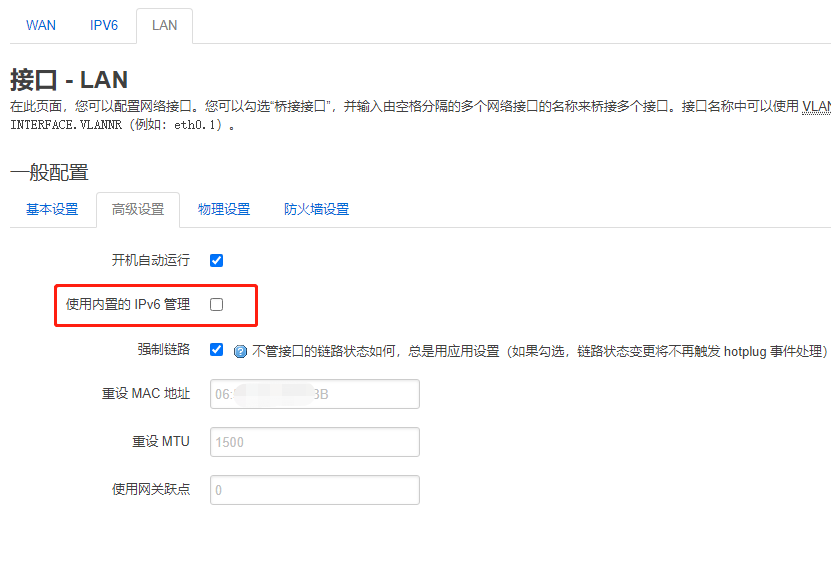 WAN IPV6 LAN
接口 - LAN
在此页面，您可以配置网络接口。您可以勾选“桥接接口”，并输入由空格分隔的多个网络接口的名称来桥接多个接口。接口名称中可以使用 VLAN
INTERFACE.VLANNR（例如：eth0.1）。
一般配置
基本设置 高级设置 物理设置 防火墙设置
开机自动运行
使用内置的 IPv6 管理
强制链路 不管接口的链路状态如何，总是用应用设置（如果勾选，链路状态变更将不再触发 hotplug 事件处理）
重设 MAC 地址 06: 3B
重设 MTU 1500
使用网关跃点 0